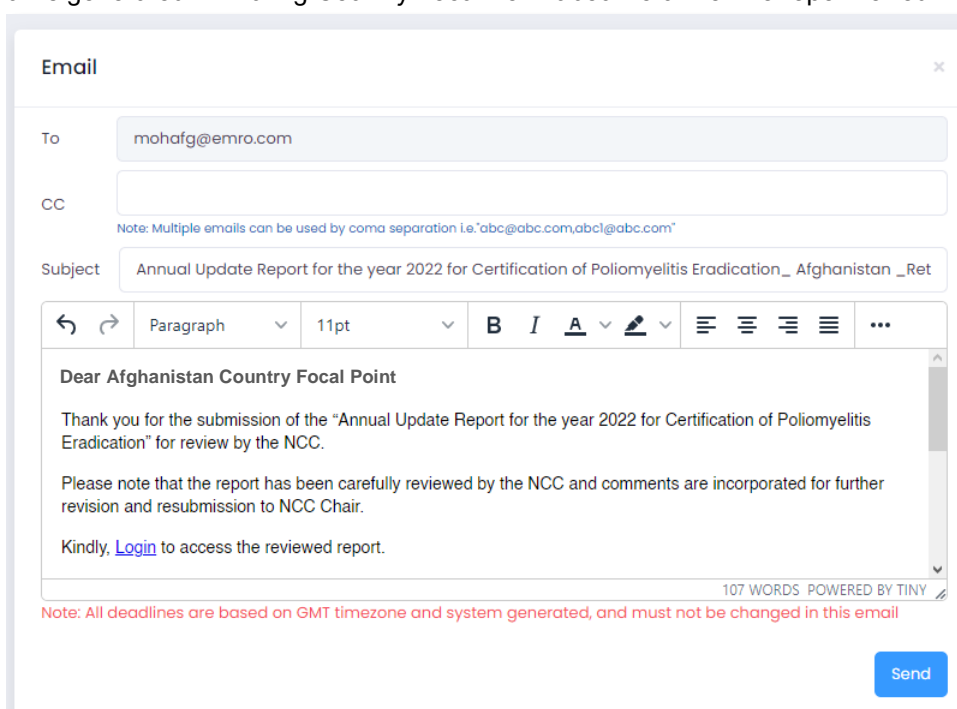 Email ×
To mohafg@emro.com
CC
Note: Multiple emails can be used by coma separation i.e."abc@abc.com,abc1@abc.com"
Subject Annual Update Report for the year 2022 for Certification of Poliomyelitis Eradication_ Afghanistan _Ret
Paragraph 11pt B I A
Dear Afghanistan Country Focal Point
Thank you for the submission of the “Annual Update Report for the year 2022 for Certification of Poliomyelitis
Eradication” for review by the NCC.
Please note that the report has been carefully reviewed by the NCC and comments are incorporated for further
revision and resubmission to NCC Chair.
Kindly, Login to access the reviewed report.
107 WORDS POWERED BY TINY
Note: All deadlines are based on GMT timezone and system generated, and must not be changed in this email
Send